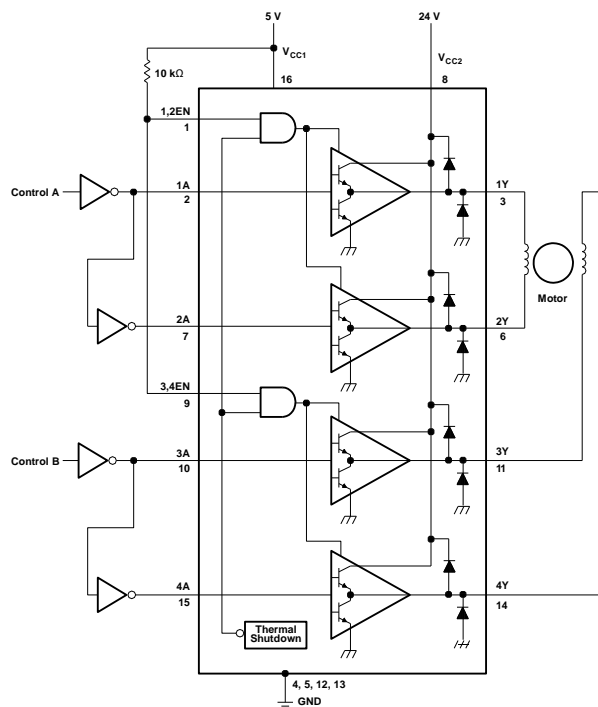 5 V
24 V
VCC1
VCC2
10 kΩ
16
8
1,2EN
1
Control A
1A
2
1Y
3
Motor
2A
7
2Y
6
3,4EN
9
Control B
3A
10
3Y
11
4A
15
4Y
14
Thermal
Shutdown
4, 5, 12, 13
GND